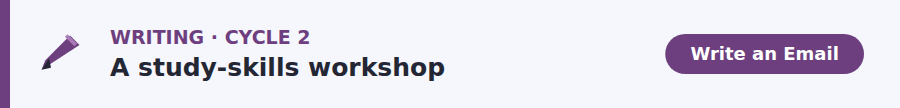 WRITING · CYCLE 2
A study-skills workshop
Write an Email